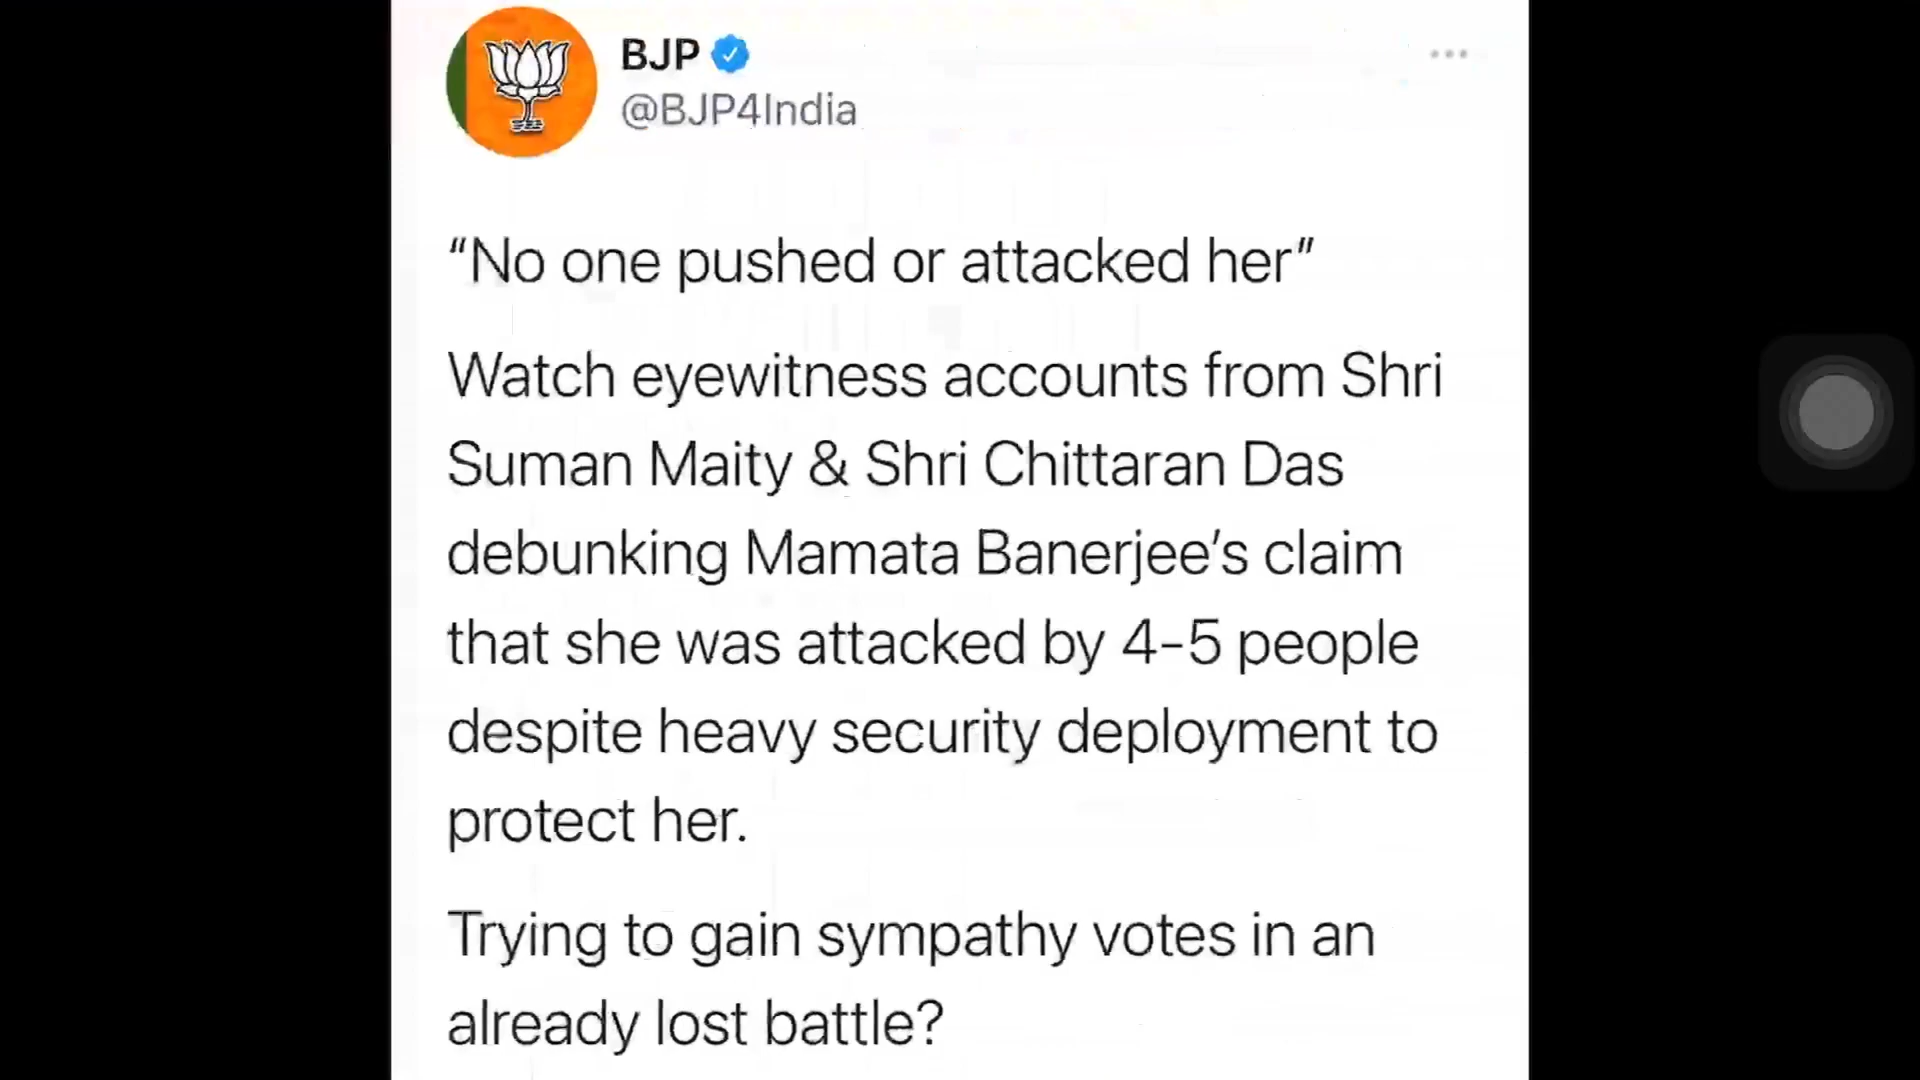 BJP
@BJP4India
“No one pushed or attacked her”
Watch eyewitness accounts from Shri
Suman Maity & Shri Chittaran Das
debunking Mamata Banerjee’s claim
that she was attacked by 4-5 people
despite heavy security deployment to
protect her.
Trying to gain sympathy votes in an
already lost battle?